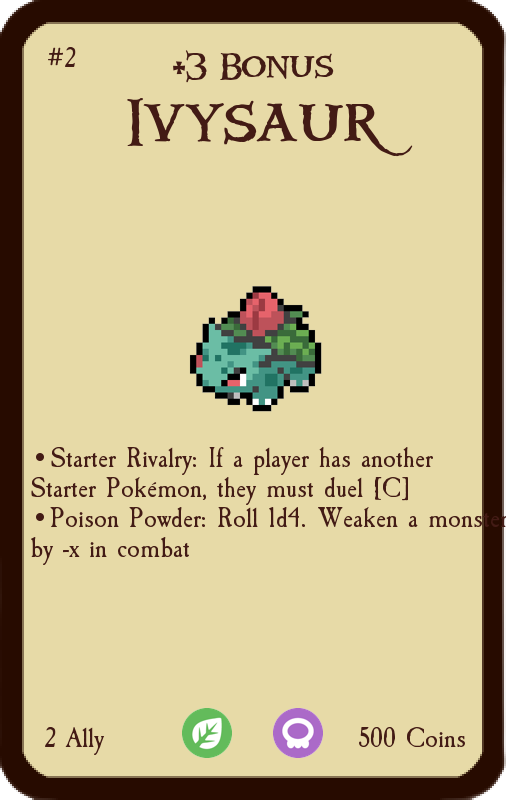 #2
+3 Bonus
Ivysaur
•Starter Rivalry: If a player has another
Starter Pokémon, they must duel {C]
•Poison Powder: Roll 1d4. Weaken a monster
by -x in combat
2 Ally
500 Coins